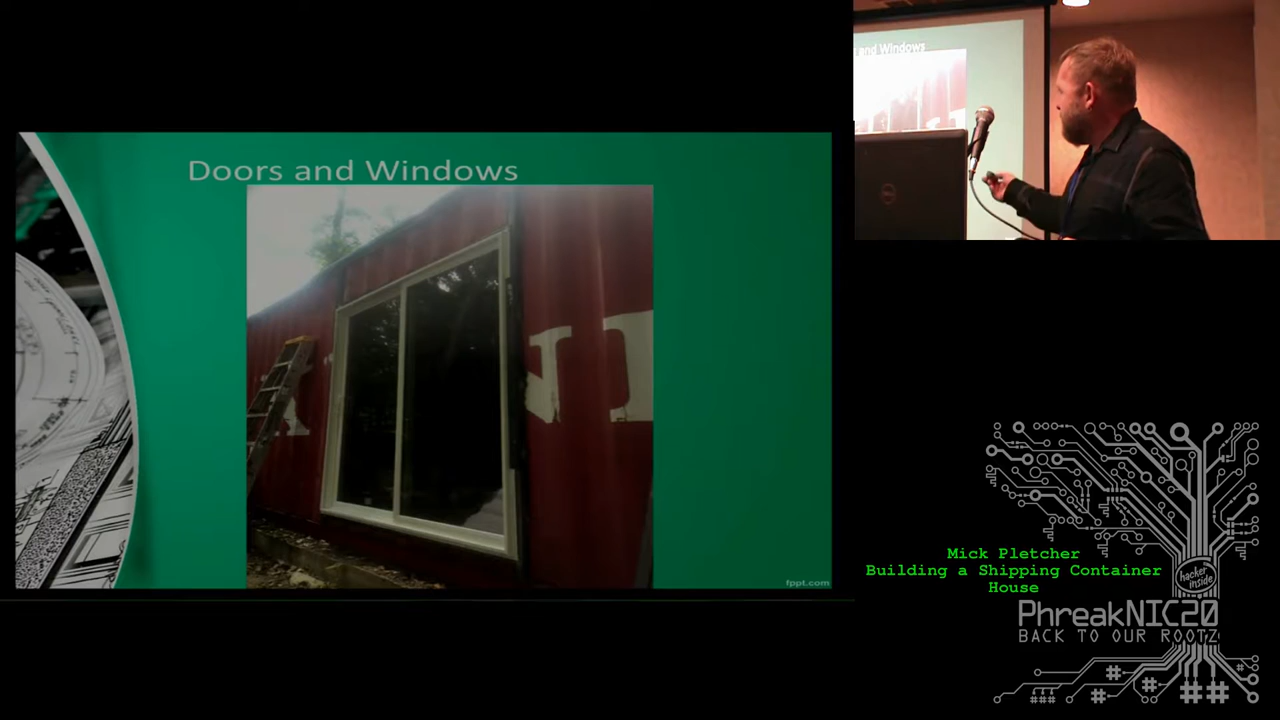 Doors and Windows
s and Windows
fppt.com
Mick Pletcher
Building a Shipping Container
House
hacker
inside
PhreakNIC20
BACK TO OUR ROOTZ